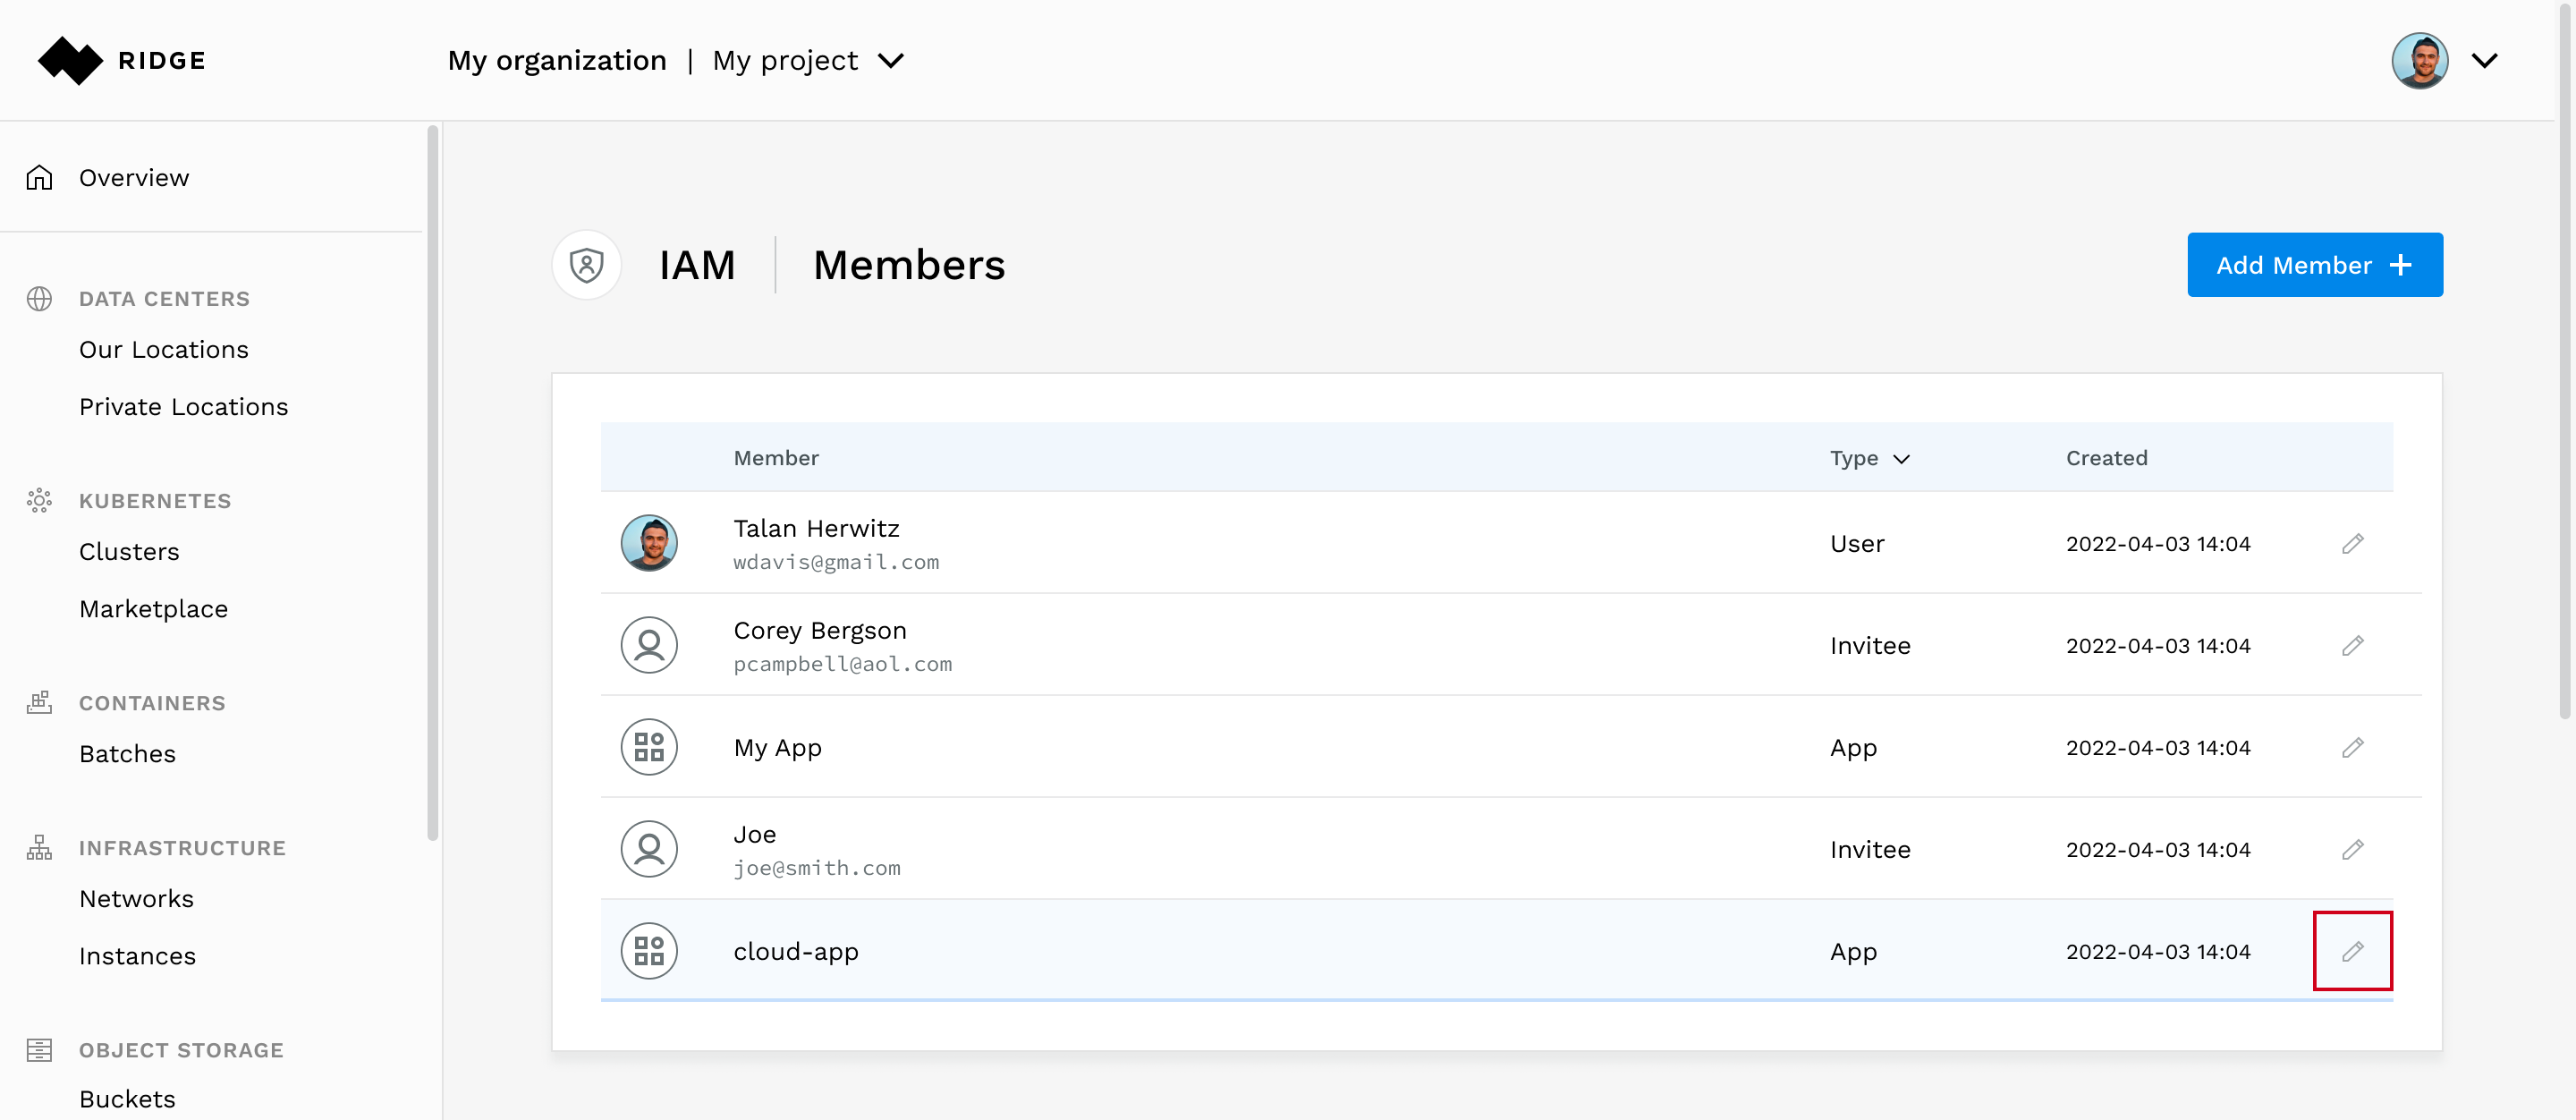 RIDGE
My organization | My project
Overview
DATA CENTERS
Our Locations
Private Locations
KUBERNETES
Clusters
Marketplace
CONTAINERS
Batches
INFRASTRUCTURE
Networks
Instances
OBJECT STORAGE
Buckets
IAM | Members
Add Member +
Member Type Created
Talan Herwitz
wdavis@gmail.com
User 2022-04-03 14:04
Corey Bergson
pcampbell@aol.com
Invitee 2022-04-03 14:04
My App App 2022-04-03 14:04
Joe
joe@smith.com
Invitee 2022-04-03 14:04
cloud-app App 2022-04-03 14:04